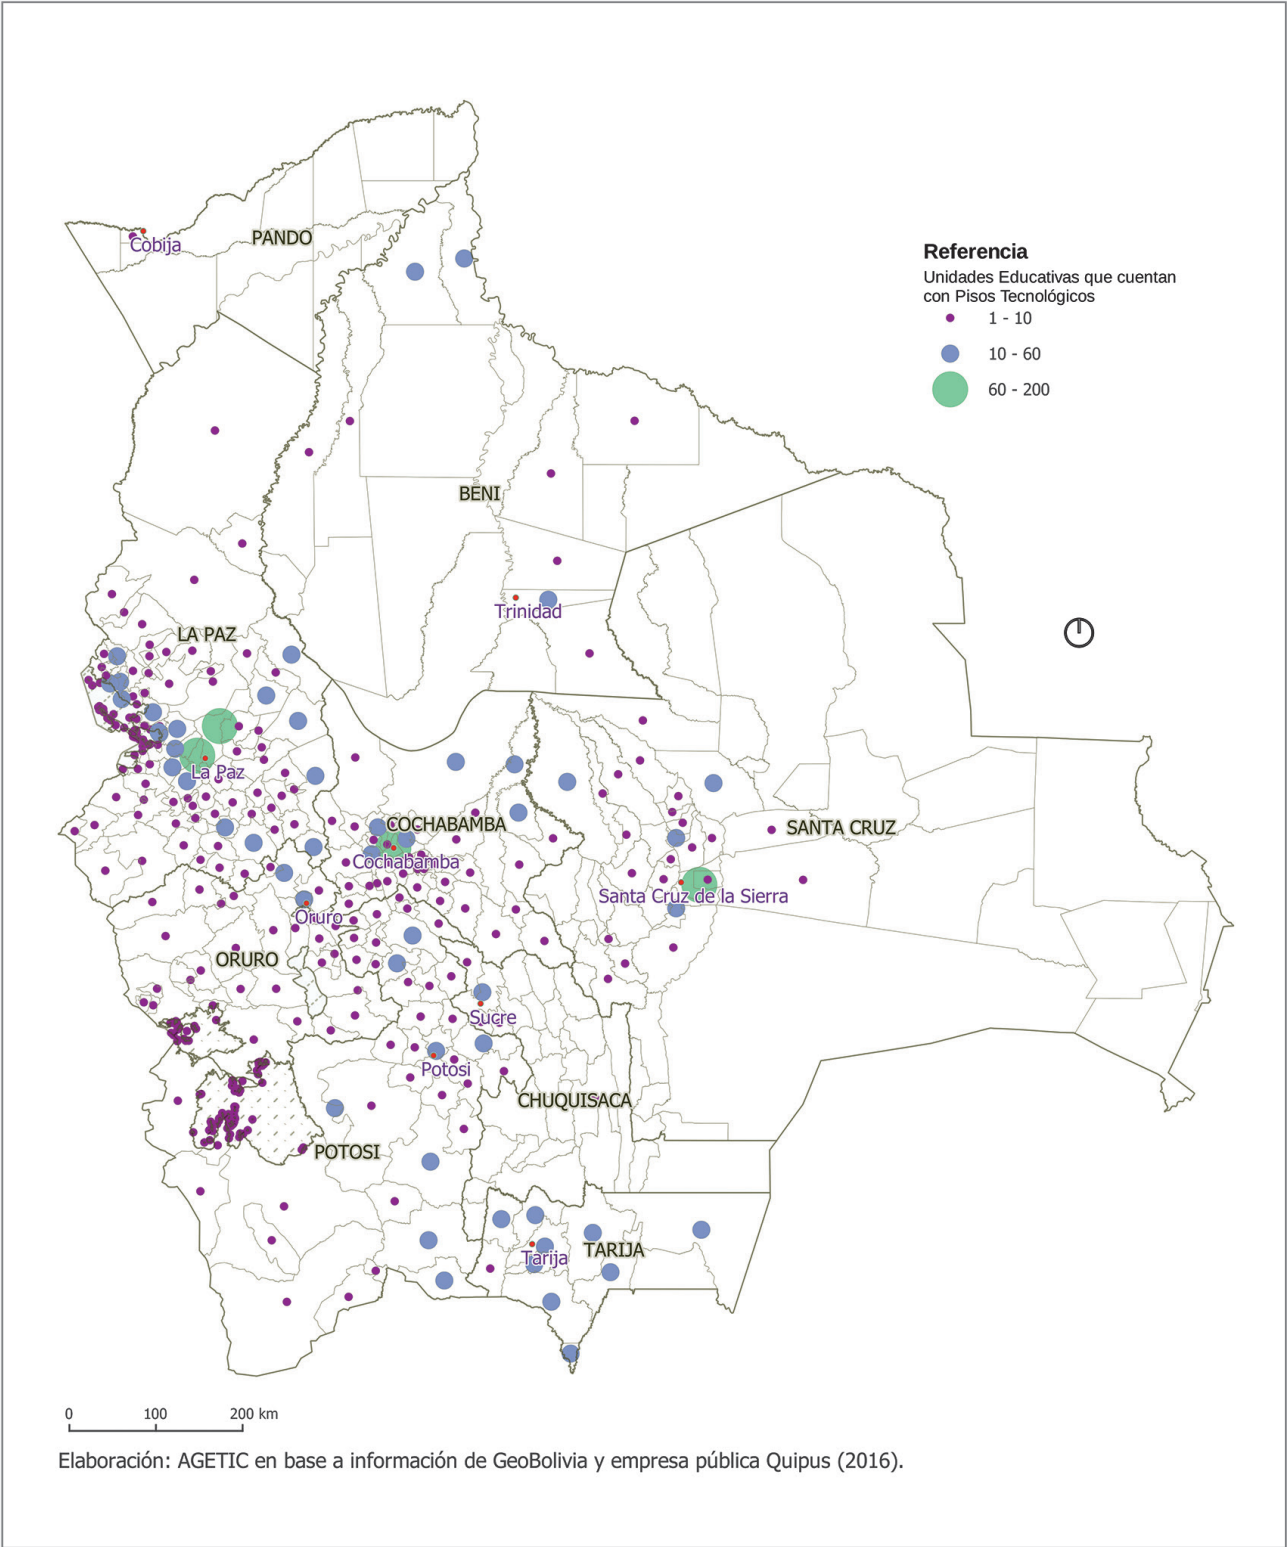 Cobija
PANDO
Referencia
Unidades Educativas que cuentan
con Pisos Tecnológicos
1 - 10
10 - 60
60 - 200
BENI
Trinidad
LA PAZ
La Paz
COCHABAMBA
Cochabamba
SANTA CRUZ
Santa Cruz de la Sierra
Oruro
ORURO
Sucre
Potosi
CHUQUISACA
POTOSI
TARIJA
Tarija
0 100 200 km
Elaboración: AGETIC en base a información de GeoBolivia y empresa pública Quipus (2016).